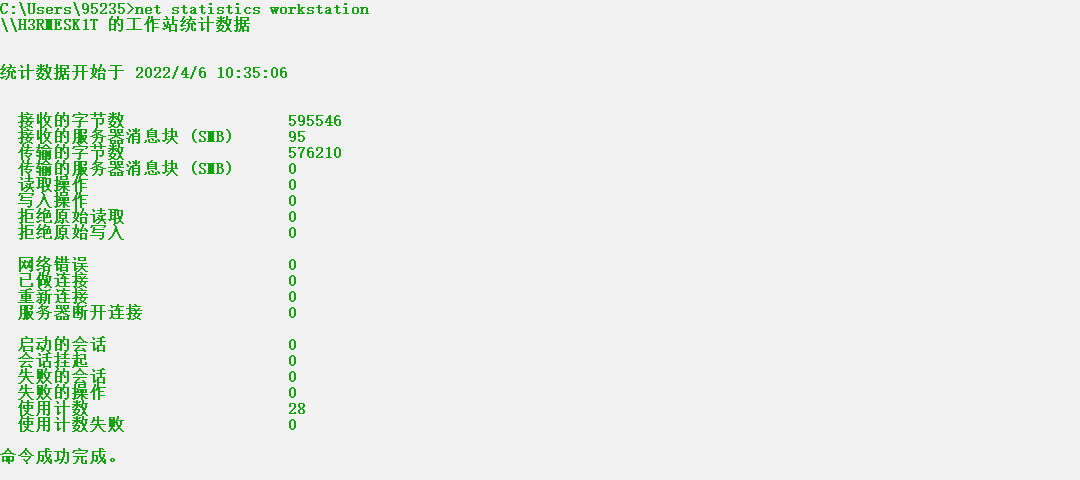 C:\Users\95235>net statistics workstation
\\H3RMESK1T 的工作站统计数据
统计数据开始于 2022/4/6 10:35:06
接收的字节数 595546
接收的服务器消息块 (SMB) 95
传输的字节数 576210
传输的服务器消息块 (SMB) 0
读取操作 0
写入操作 0
拒绝原始读取 0
拒绝原始写入 0
网络错误 0
已做连接 0
重新连接 0
服务器断开连接 0
启动的会话 0
会话挂起 0
失败的会话 0
失败的操作 0
使用计数 28
使用计数失败 0
命令成功完成。